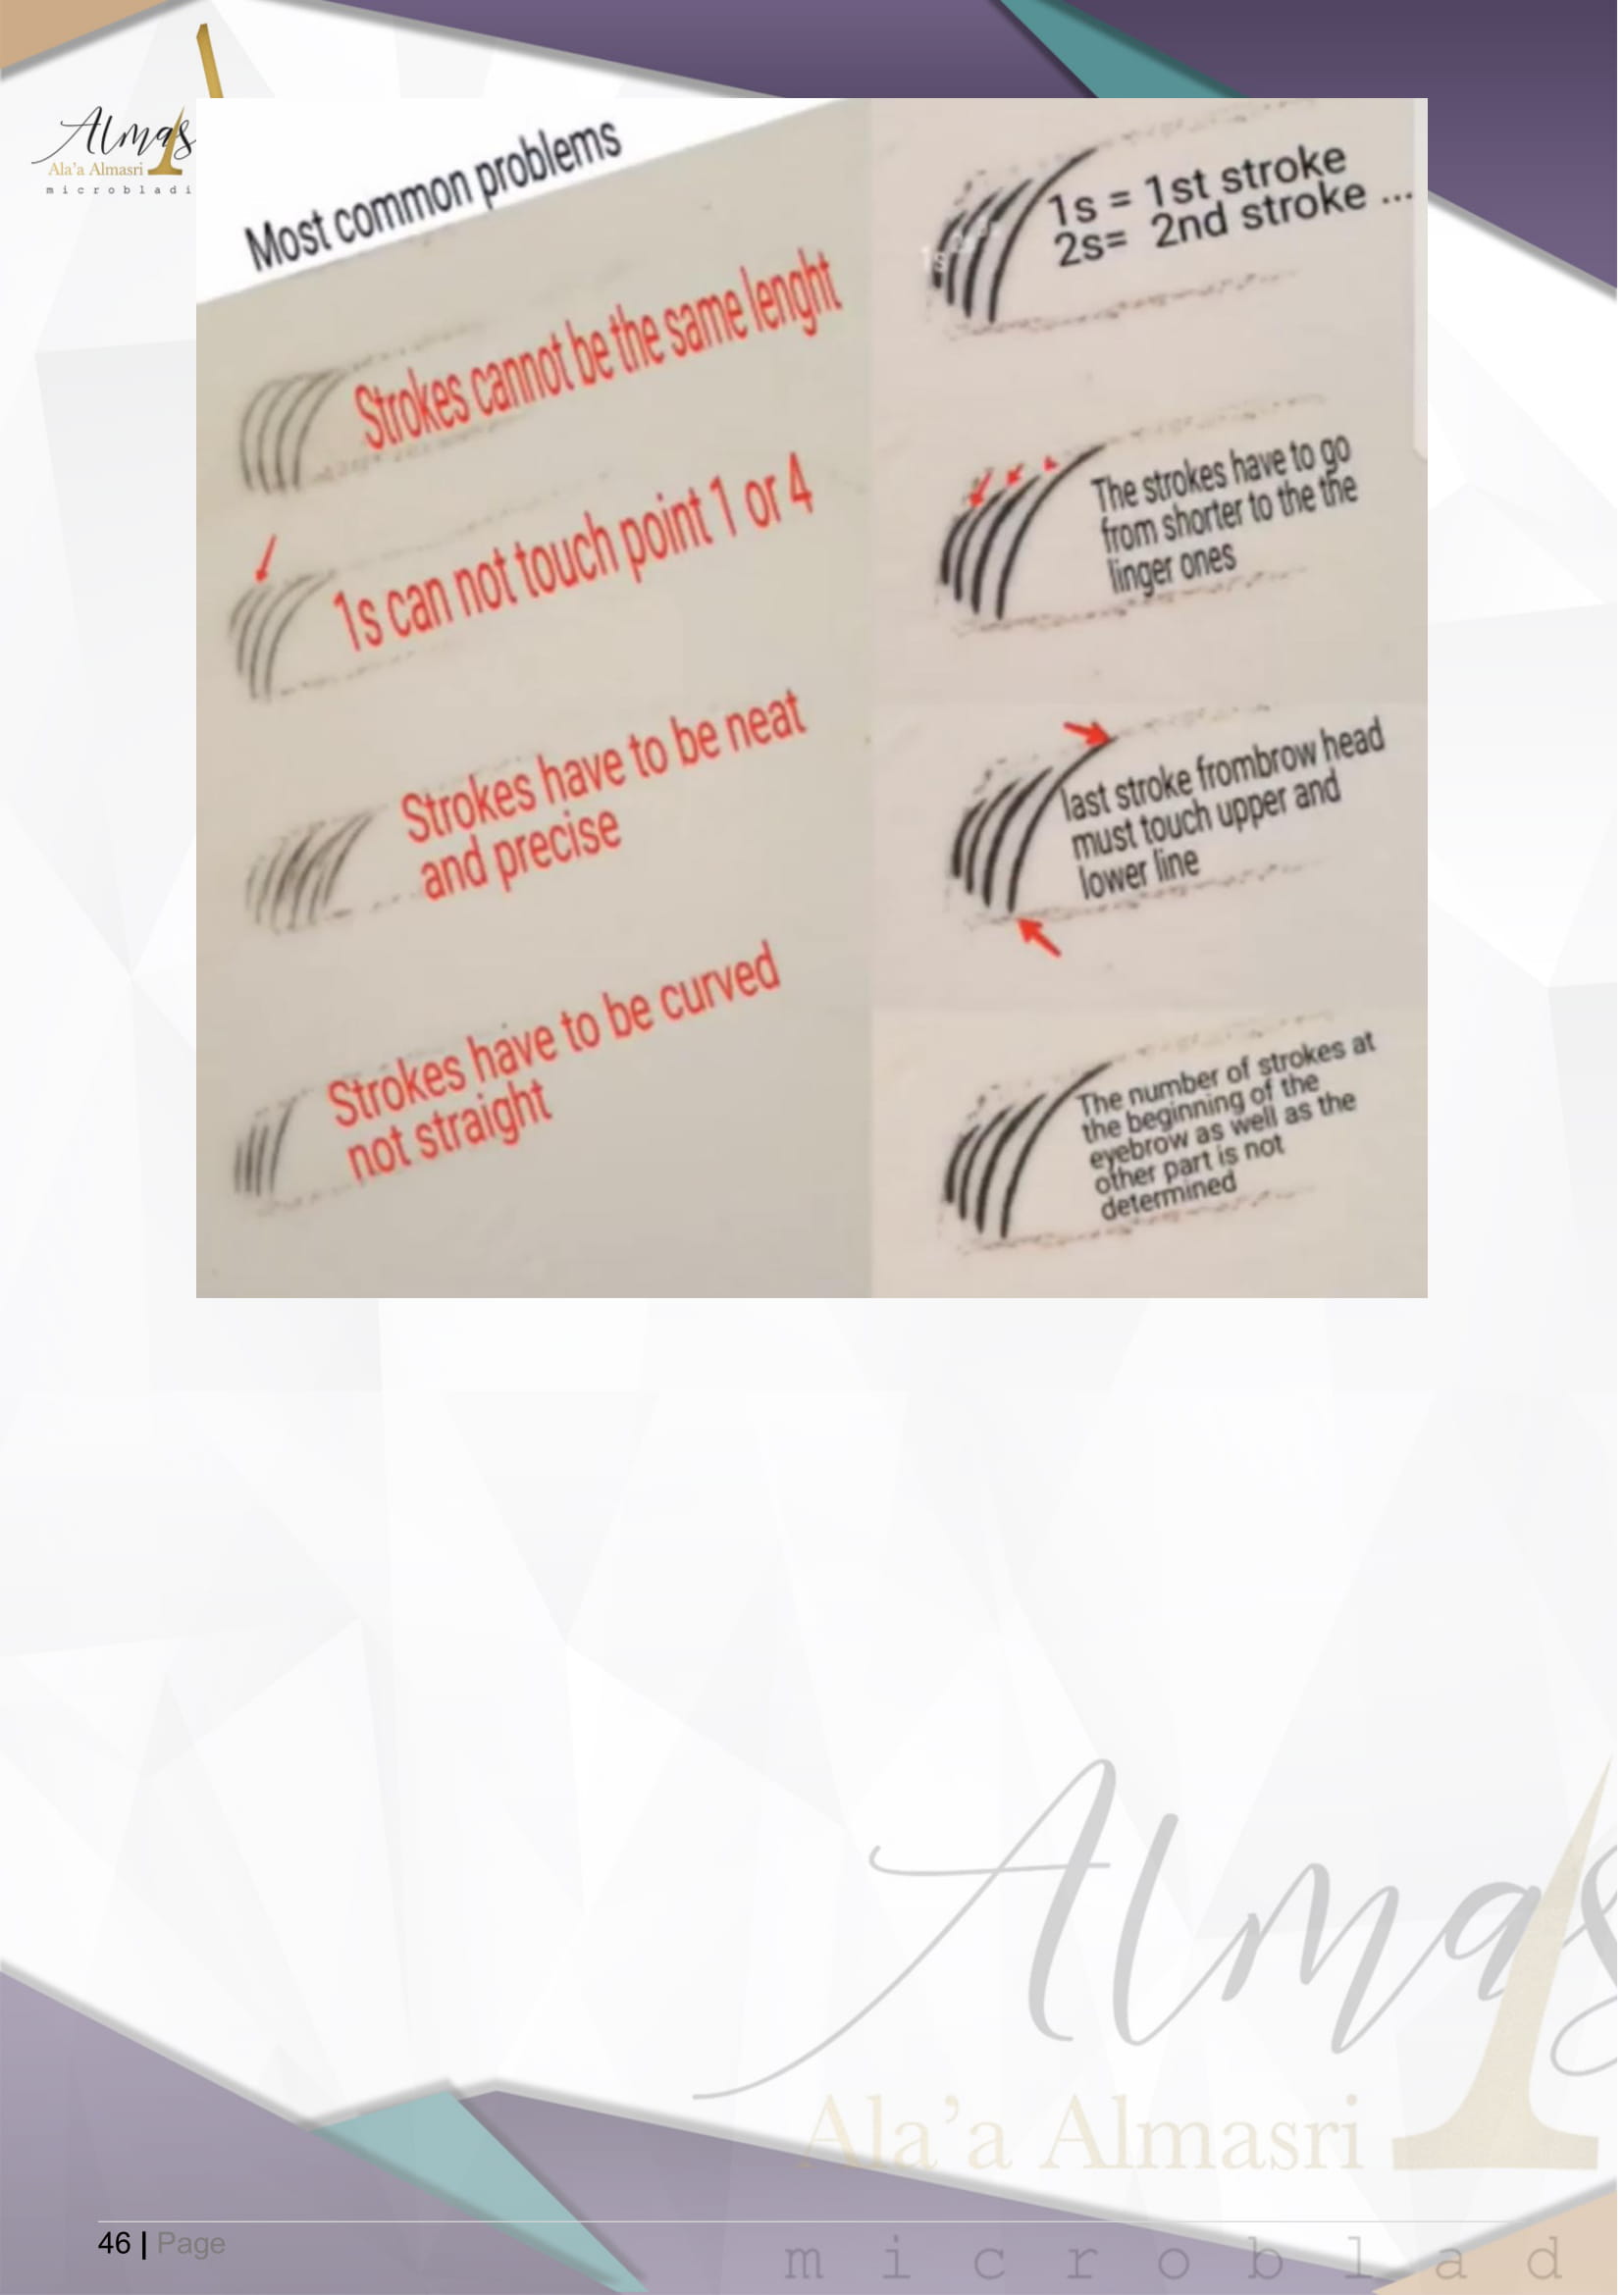 Almas
Ala'a Almasri
microbladi
Most common problems
Strokes cannot be the same lenght
1s can not touch point 1 or 4
Strokes have to be neat
and precise
Strokes have to be curved
not straight
1s = 1st stroke
2s= 2nd stroke ...
The strokes have to go
from shorter to the the
linger ones
last stroke frombrow head
must touch upper and
lower line
The number of strokes at
the beginning of the
eyebrow as well as the
other part is not
determined
Almas
Ala'a Almasri
microblad
46 | Page